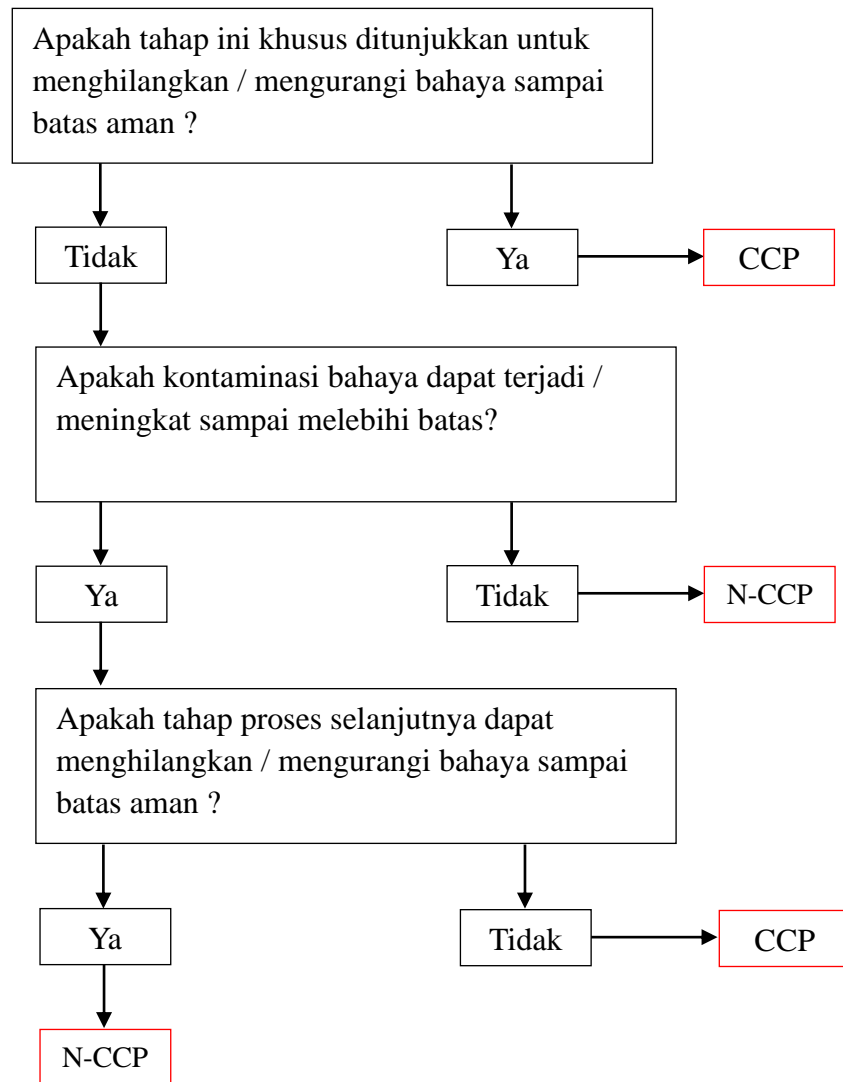 Apakah tahap ini khusus ditunjukkan untuk
menghilangkan / mengurangi bahaya sampai
batas aman ?
Tidak
Ya
CCP
Apakah kontaminasi bahaya dapat terjadi /
meningkat sampai melebihi batas?
Ya
Tidak
N-CCP
Apakah tahap proses selanjutnya dapat
menghilangkan / mengurangi bahaya sampai
batas aman ?
Ya
Tidak
CCP
N-CCP